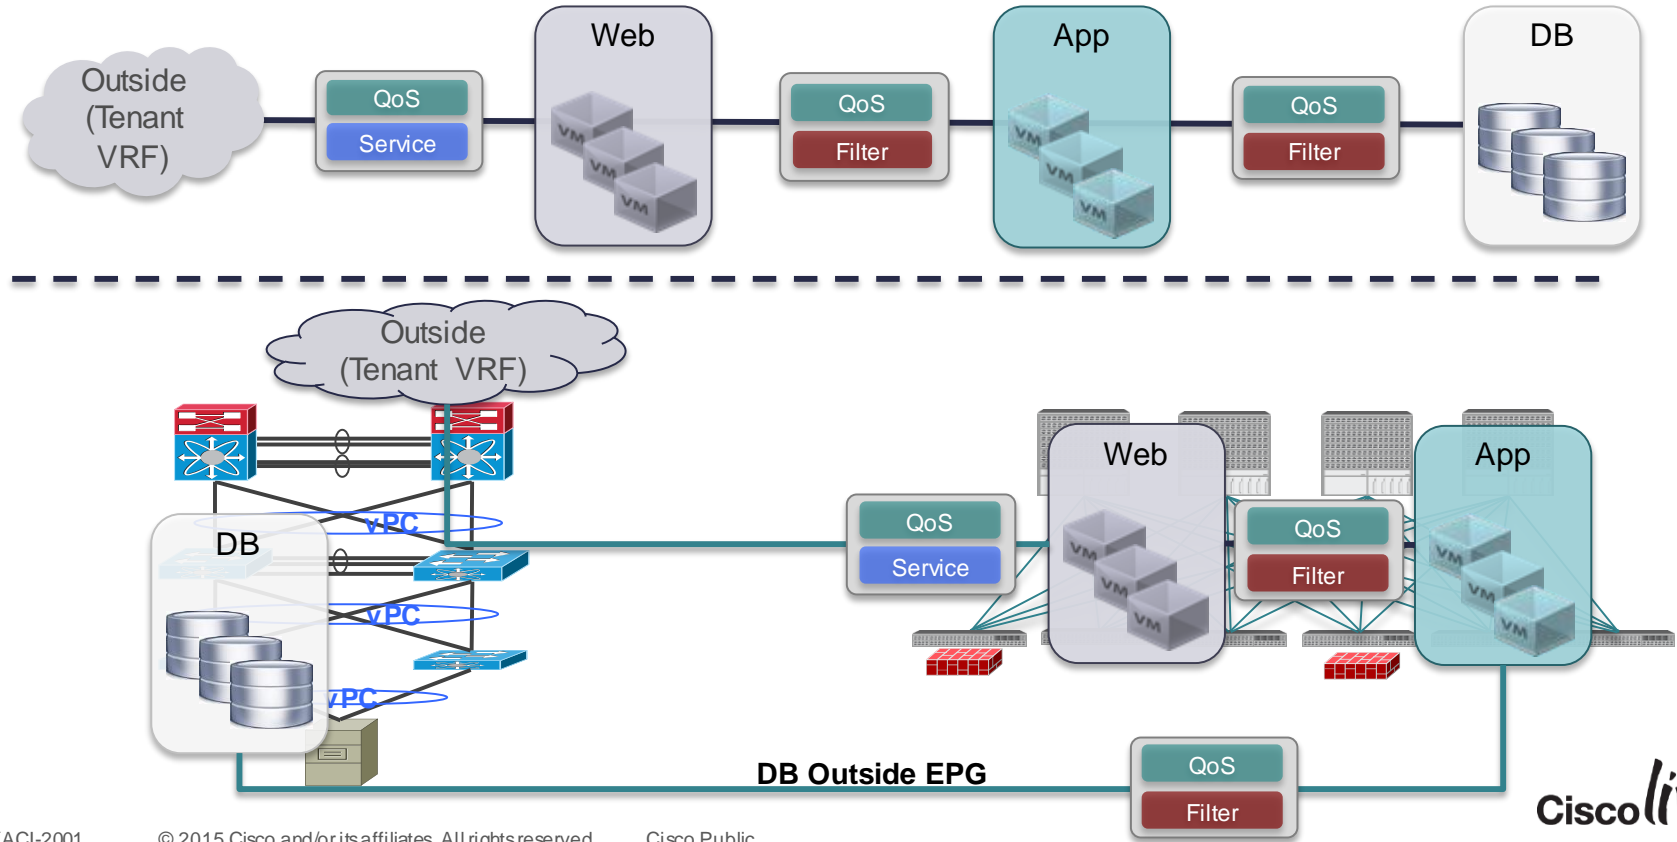 Web
App
DB
Outside
(Tenant
VRF)
QoS
Service
QoS
Filter
QoS
Filter
VM
VM
VM
VM
VM
VM
Outside
(Tenant VRF)
Web
App
vPC
DB
QoS
Service
QoS
Filter
VM
VM
VM
VM
VM
VM
vPC
vPC
DB Outside EPG
QoS
Filter
Cisco
ACI-2001
© 2015 Cisco and/or its affiliates. All rights reserved.
Cisco Public